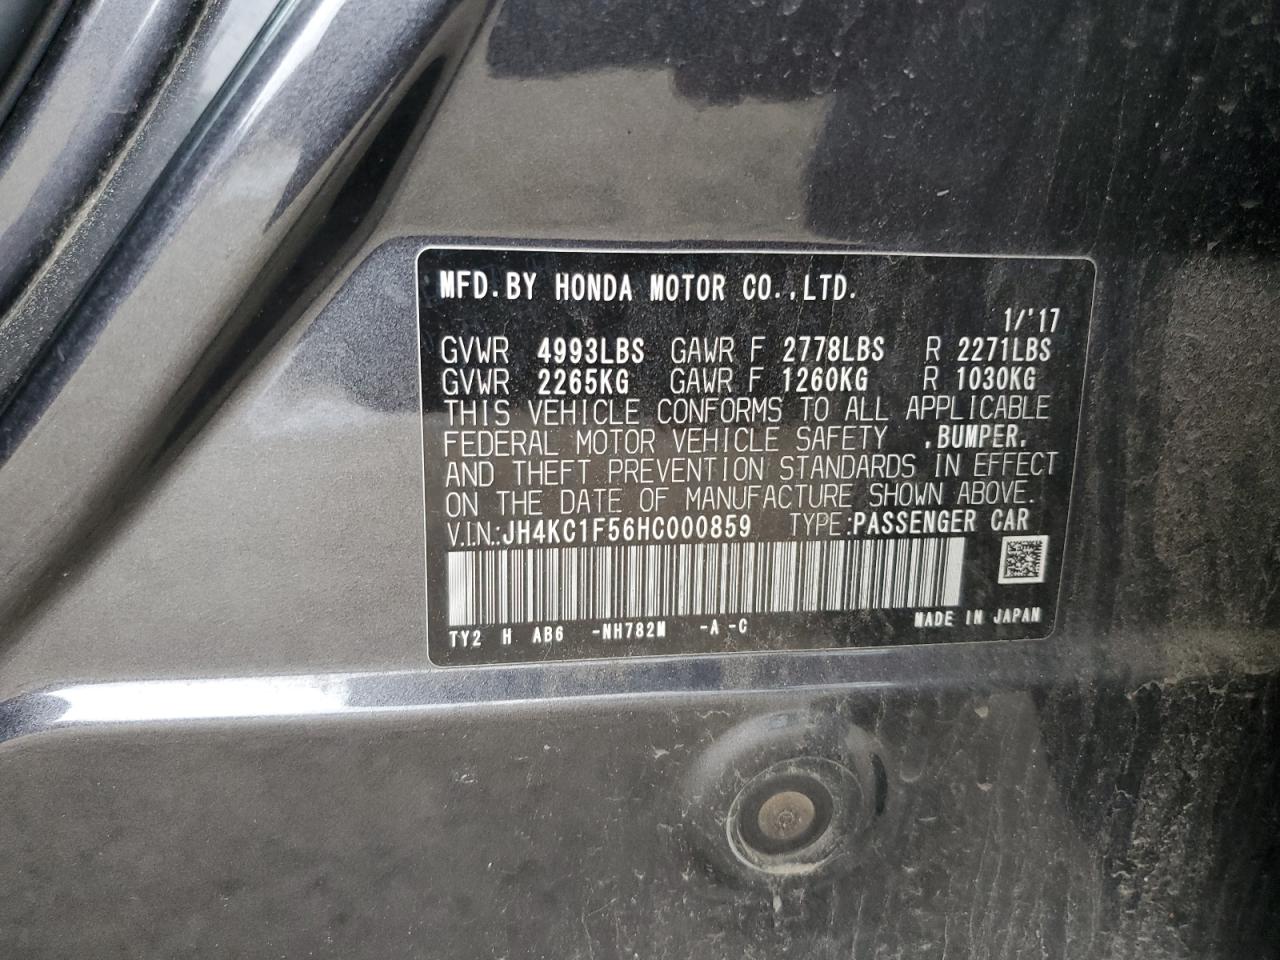 MFD. BY HONDA MOTOR CO.,LTD.
1/'17
GVWR 4993LBS GAWR F 2778LBS R 2271LBS
GVWR 2265KG GAWR F 1260KG R 1030KG
THIS VEHICLE CONFORMS TO ALL APPLICABLE
FEDERAL MOTOR VEHICLE SAFETY ,BUMPER,
AND THEFT PREVENTION STANDARDS IN EFFECT
ON THE DATE OF MANUFACTURE SHOWN ABOVE.
V.I.N.:JH4KC1F56HC000859 TYPE:PASSENGER CAR
MADE IN JAPAN
TY2 H AB6 -NH782M -A -C